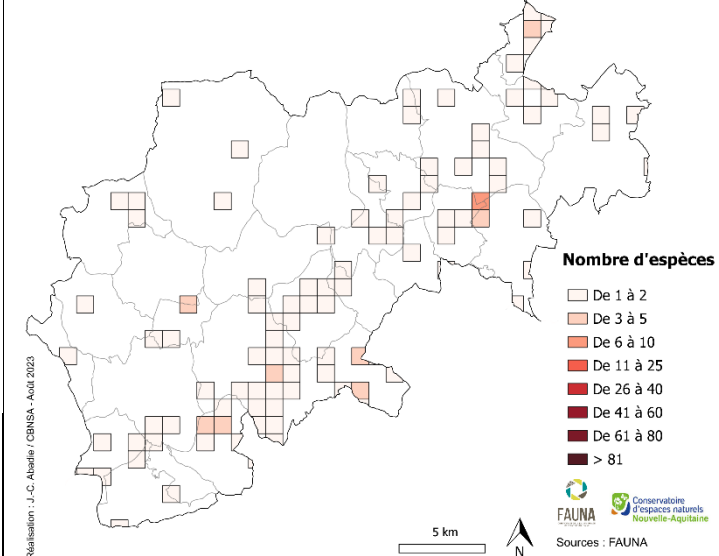 Nombre d'espèces
De 1 à 2
De 3 à 5
De 6 à 10
De 11 à 25
De 26 à 40
De 41 à 60
De 61 à 80
> 81
Réalisation : J.-C. Abadie / CBNSA - Août 2023
FAUNA
Conservatoire
d'espaces naturels
Nouvelle-Aquitaine
5 km
N
Sources : FAUNA